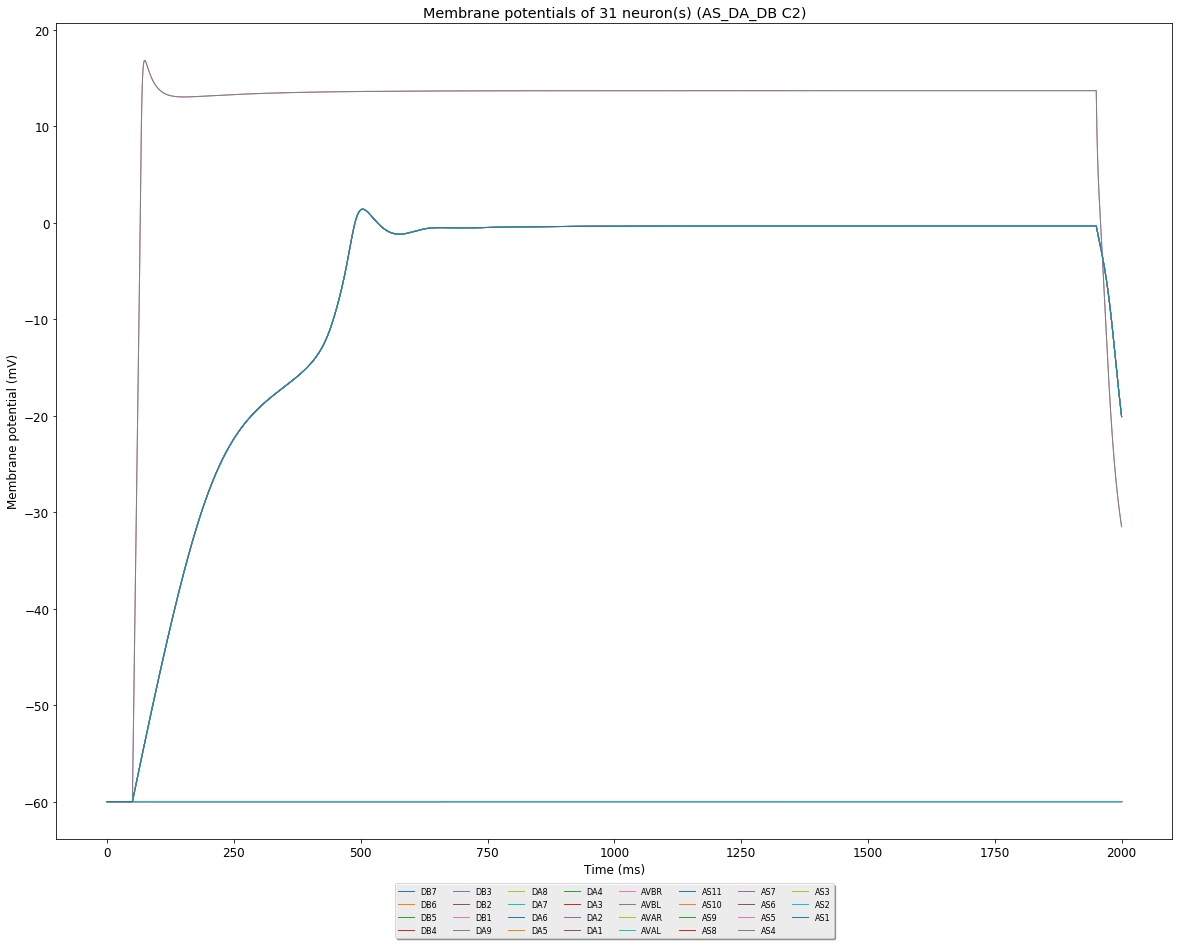 Membrane potentials of 31 neuron(s) (AS_DA_DB C2)
20
10
0
−10
−20
−30
−40
−50
−60
Membrane potential (mV)
0 250 500 750 1000 1250 1500 1750 2000
Time (ms)
DB7 DB3 DA8 DA4 AVBR AS11 AS7 AS3
DB6 DB2 DA7 DA3 AVBL AS10 AS6 AS2
DB5 DB1 DA6 DA2 AVAR AS9 AS5 AS1
DB4 DA9 DA5 DA1 AVAL AS8 AS4